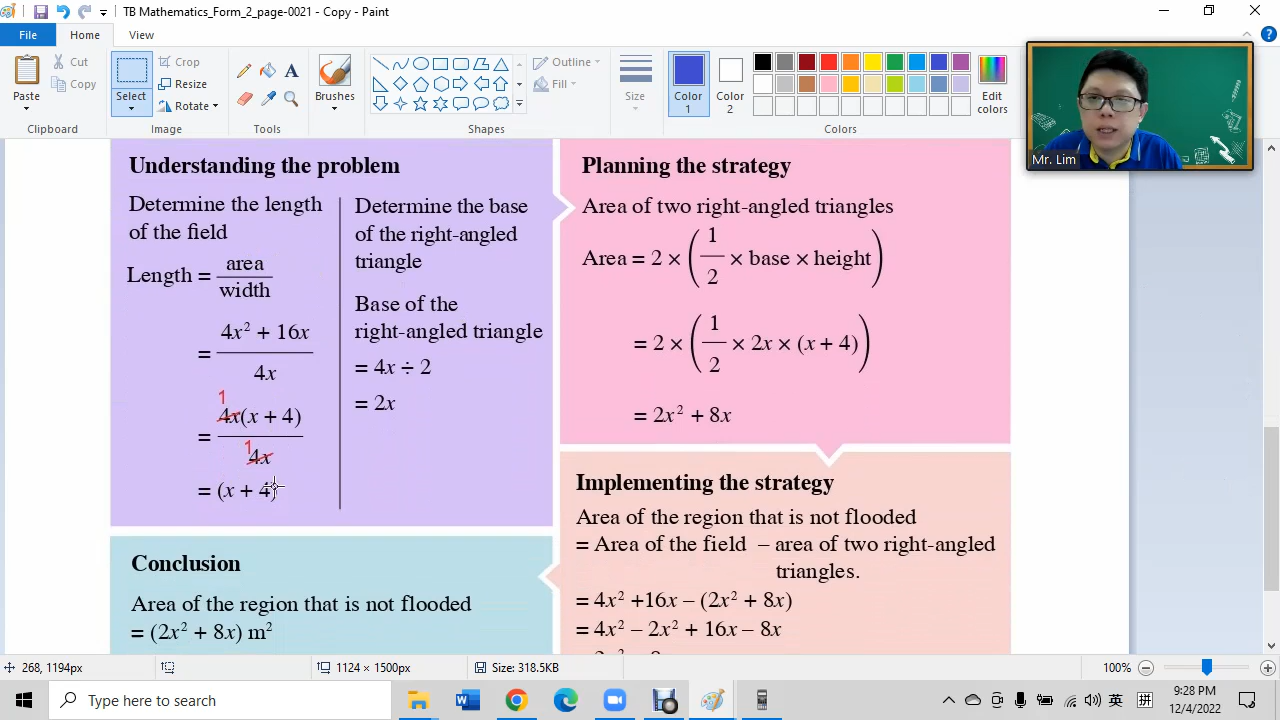 TB Mathematics_Form_2_page-0021 - Copy - Paint
File Home View
Paste
Cut
Copy
Clipboard
Select
Crop
Resize
Rotate
Image
Tools
Brushes
Shapes
Outline
Fill
Size
Color 1
Color 2
Edit colors
Colors
Mr. Lim
Understanding the problem
Determine the length
of the field
Length = area / width
= 4x² + 16x / 4x
1
= 4x(x + 4) / 4x
1
= (x + 4)
Determine the base
of the right-angled
triangle
Base of the
right-angled triangle
= 4x ÷ 2
= 2x
Planning the strategy
Area of two right-angled triangles
Area = 2 × (1/2 × base × height)
= 2 × (1/2 × 2x × (x + 4))
= 2x² + 8x
Implementing the strategy
Area of the region that is not flooded
= Area of the field – area of two right-angled
triangles.
= 4x² +16x – (2x² + 8x)
= 4x² – 2x² + 16x – 8x
Conclusion
Area of the region that is not flooded
= (2x² + 8x) m²
268, 1194px
1124 × 1500px
Size: 318.5KB
100%
Type here to search
英
拼
9:28 PM
12/4/2022